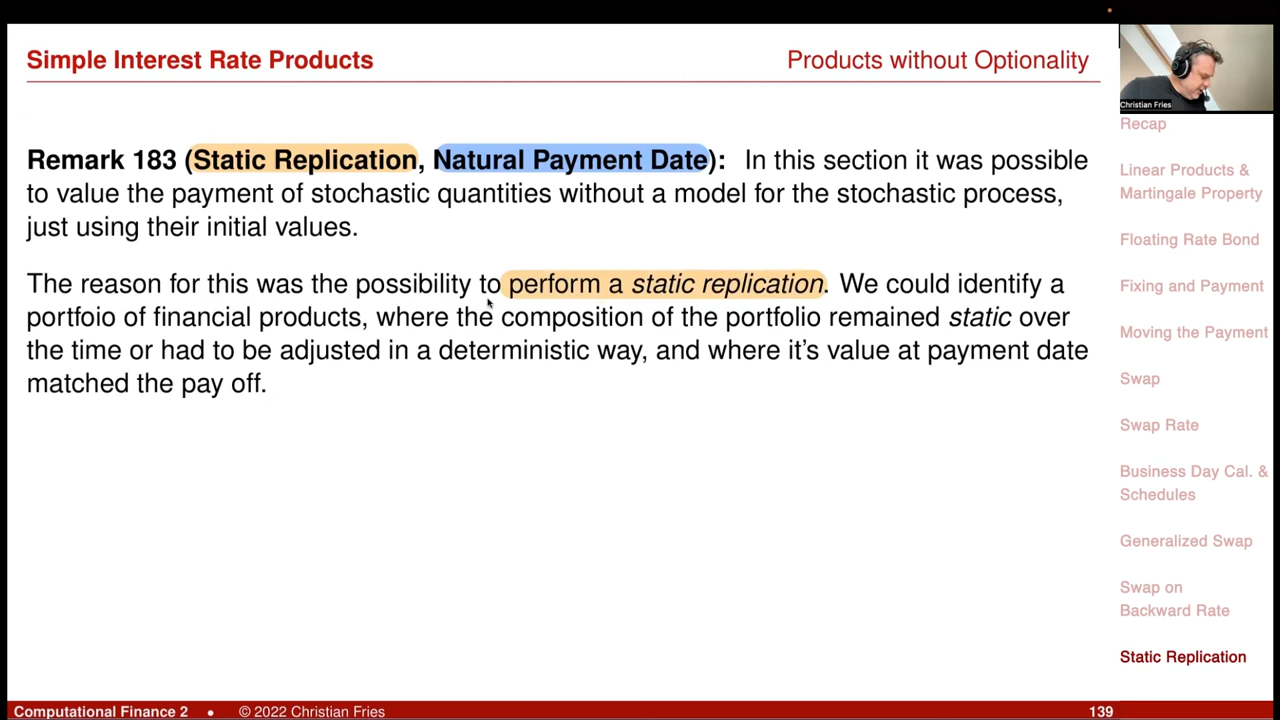 Simple Interest Rate Products
Products without Optionality
Remark 183 (Static Replication, Natural Payment Date): In this section it was possible
to value the payment of stochastic quantities without a model for the stochastic process,
just using their initial values.
The reason for this was the possibility to perform a static replication. We could identify a
portfoio of financial products, where the composition of the portfolio remained static over
the time or had to be adjusted in a deterministic way, and where it's value at payment date
matched the pay off.
Christian Fries
Recap
Linear Products &
Martingale Property
Floating Rate Bond
Fixing and Payment
Moving the Payment
Swap
Swap Rate
Business Day Cal. &
Schedules
Generalized Swap
Swap on
Backward Rate
Static Replication
Computational Finance 2 • © 2022 Christian Fries
139